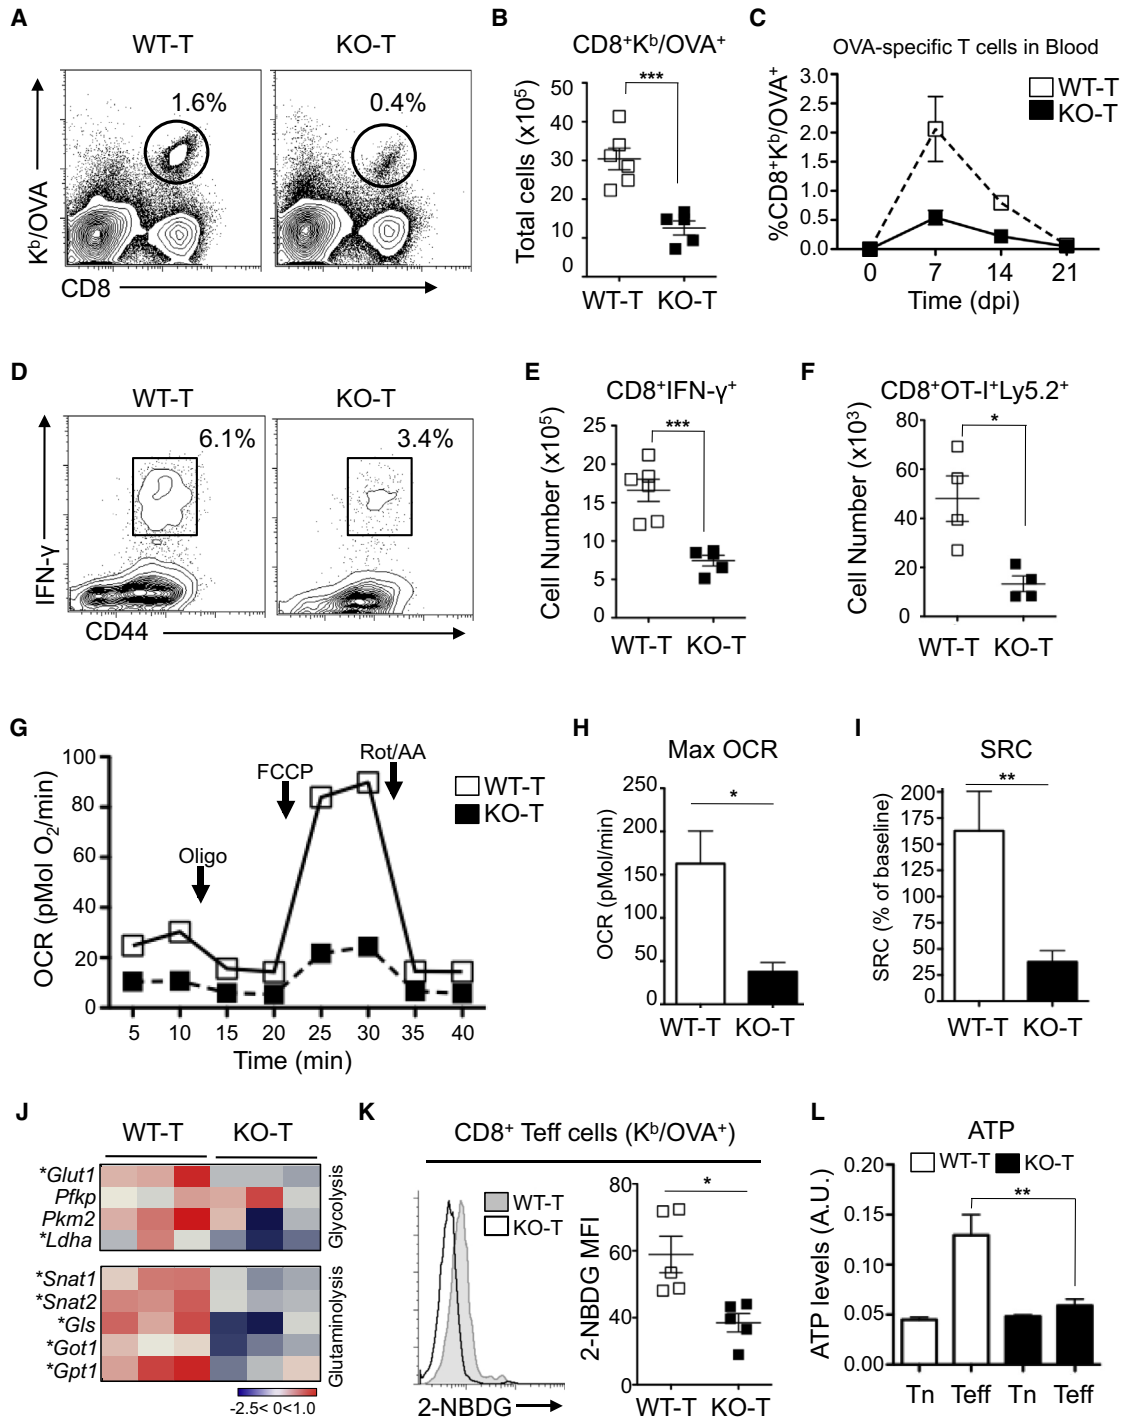 A
WT-T KO-T
1.6% 0.4%
Kᵇ/OVA
CD8
B
CD8⁺Kᵇ/OVA⁺
***
Total cells (x10⁵)
50
40
30
20
10
0
WT-T KO-T
C
OVA-specific T cells in Blood
%CD8⁺Kᵇ/OVA⁺
3.0
2.5
2.0
1.5
1.0
0.5
0.0
WT-T
KO-T
0 7 14 21
Time (dpi)
D
WT-T KO-T
6.1% 3.4%
IFN-γ
CD44
E
CD8⁺IFN-γ⁺
***
Cell Number (x10⁵)
25
20
15
10
5
0
WT-T KO-T
F
CD8⁺OT-I⁺Ly5.2⁺
*
Cell Number (x10³)
80
60
40
20
0
WT-T KO-T
G
OCR (pMol O₂/min)
100
80
60
40
20
0
Oligo
FCCP
Rot/AA
WT-T
KO-T
5 10 15 20 25 30 35 40
Time (min)
H
Max OCR
*
OCR (pMol/min)
250
200
150
100
50
0
WT-T KO-T
I
SRC
**
SRC (% of baseline)
200
175
150
125
100
75
50
25
0
WT-T KO-T
J
WT-T KO-T
*Glut1
Pfkp
Pkm2
*Ldha
Glycolysis
*Snat1
*Snat2
*Gls
*Got1
*Gpt1
Glutaminolysis
-2.5< 0<1.0
K
CD8⁺ Teff cells (Kᵇ/OVA⁺)
WT-T
KO-T
2-NBDG
*
2-NBDG MFI
80
60
40
20
0
WT-T KO-T
L
ATP
WT-T KO-T
**
ATP levels (A.U.)
0.20
0.15
0.10
0.05
0.00
Tn Teff Tn Teff